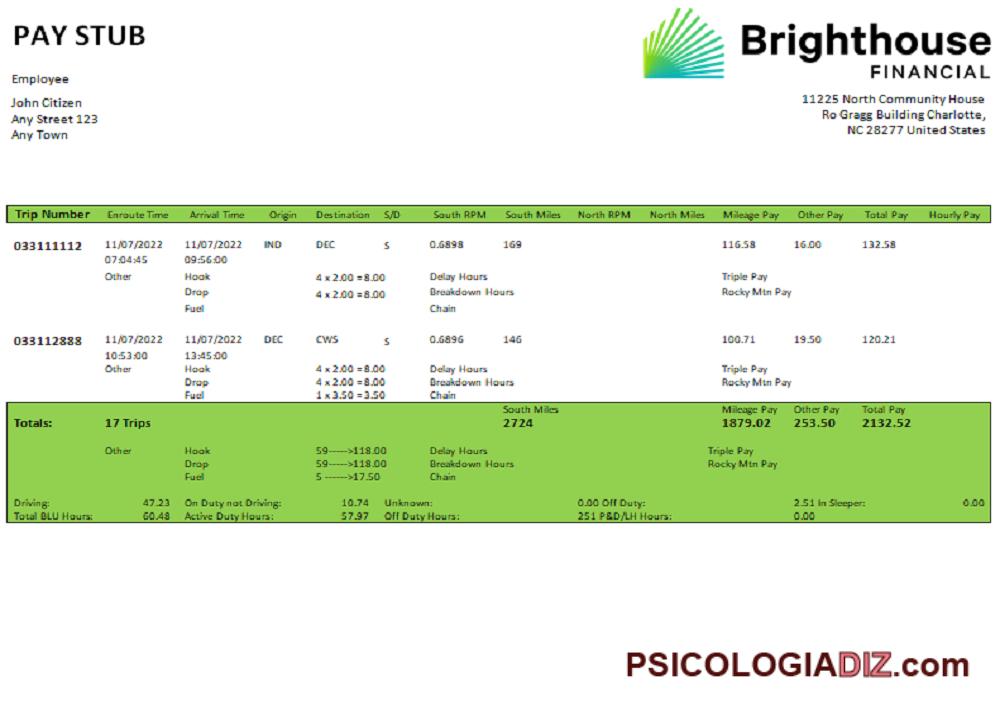 PAY STUB
Brighthouse
FINANCIAL
Employee
John Citizen
Any Street 123
Any Town
11225 North Community House
Ro Gragg Building Charlotte,
NC 28277 United States
Trip Number Enroute Time Arrival Time Origin Destination S/D South RPM South Miles North RPM North Miles Mileage Pay Other Pay Total Pay Hourly Pay
033111112 11/07/2022 11/07/2022 IND DEC S 0.6898 169 116.58 16.00 132.58
07:04:45 09:56:00
Other Hook 4 x 2.00 =8.00 Delay Hours Triple Pay
Drop 4 x 2.00 =8.00 Breakdown Hours Rocky Mtn Pay
Fuel Chain
033112888 11/07/2022 11/07/2022 DEC CWS S 0.6896 146 100.71 19.50 120.21
10:53:00 13:45:00
Other Hook 4 x 2.00 =8.00 Delay Hours Triple Pay
Drop 4 x 2.00 =8.00 Breakdown Hours Rocky Mtn Pay
Fuel 1 x 3.50 =3.50 Chain
South Miles Mileage Pay Other Pay Total Pay
Totals: 17 Trips 2724 1879.02 253.50 2132.52
Other Hook 59----->118.00 Delay Hours Triple Pay
Drop 59----->118.00 Breakdown Hours Rocky Mtn Pay
Fuel 5 ----->17.50 Chain
Driving: 47.23 On Duty not Driving: 10.74 Unknown: 0.00 Off Duty: 2.51 In Sleeper: 0.00
Total BLU Hours: 60.48 Active Duty Hours: 57.97 Off Duty Hours: 251 P&D/LH Hours: 0.00
PSICOLOGIADIZ.com